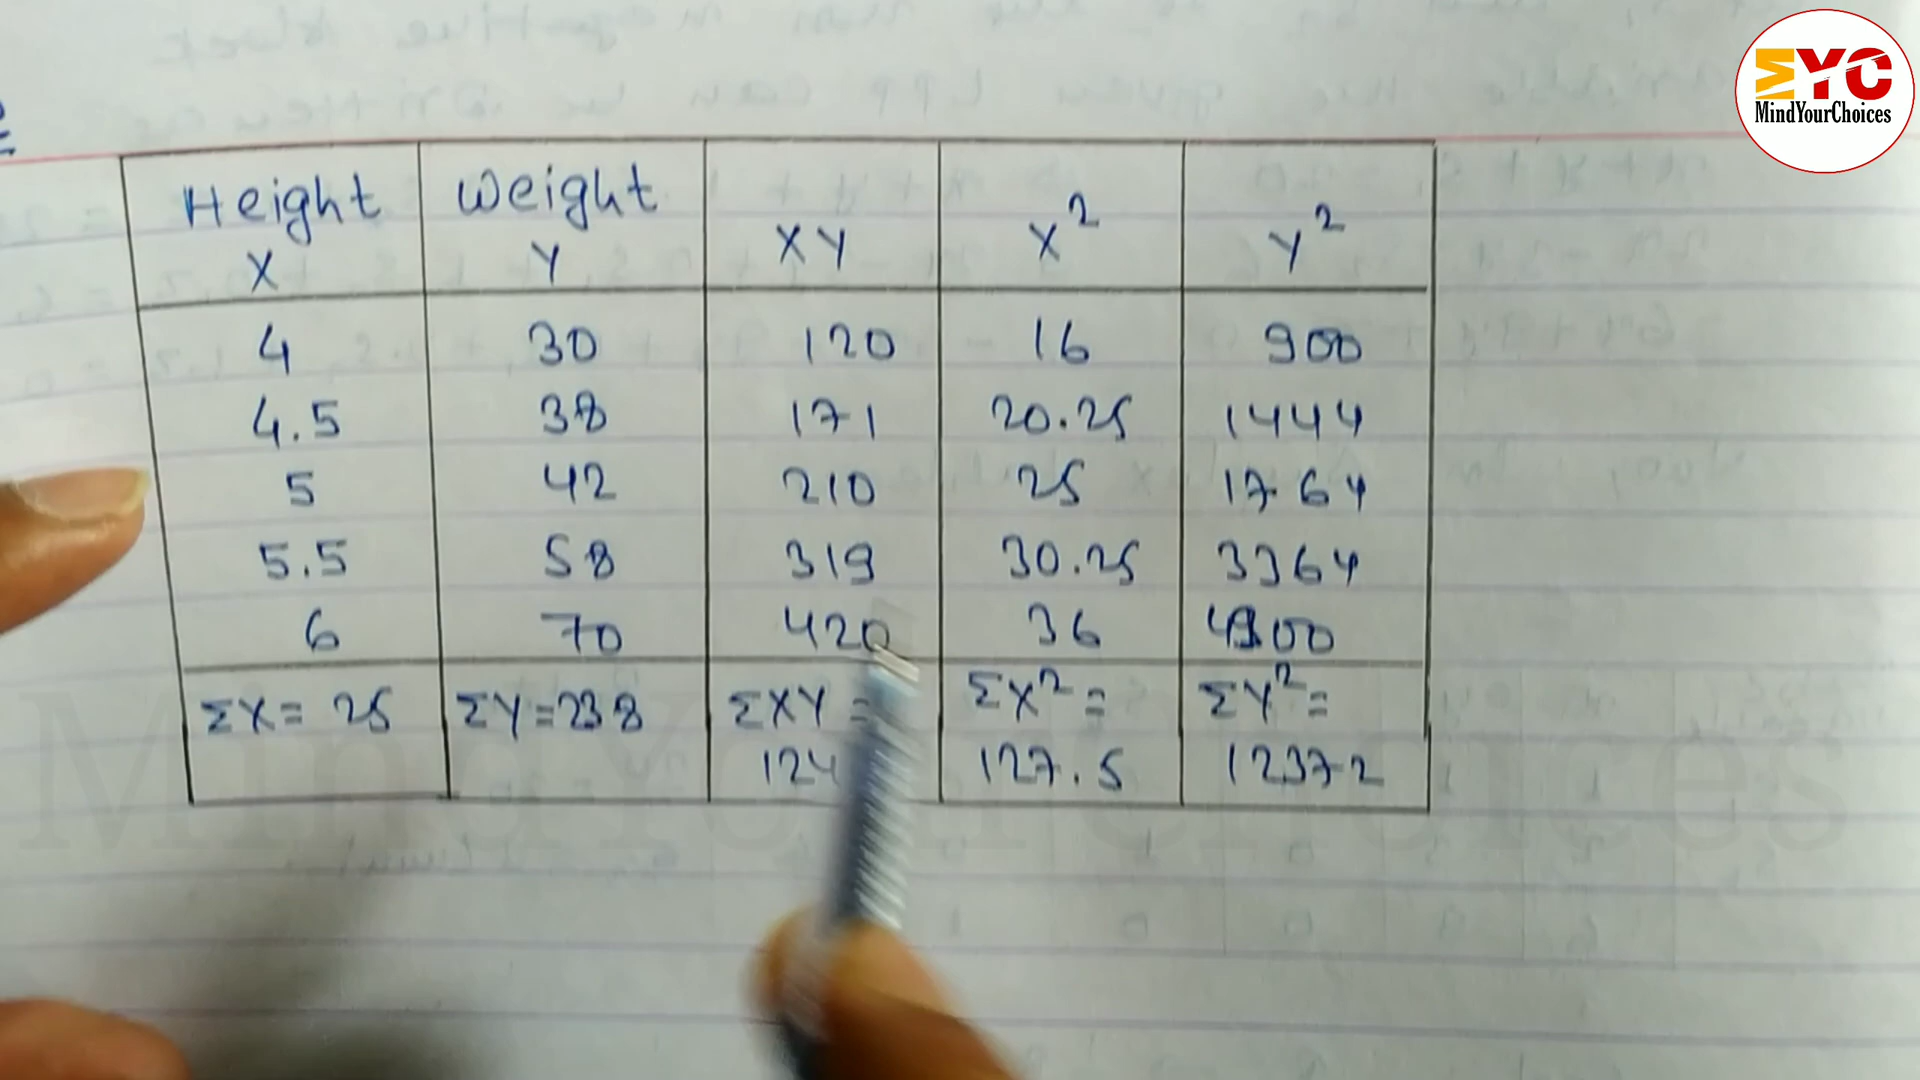 MYC
MindYourChoices
Height X Weight Y XY X² Y²
4 30 120 16 900
4.5 38 171 20.25 1444
5 42 210 25 1764
5.5 58 319 30.25 3364
6 70 420 36 4900
ΣX = 25 ΣY = 238 ΣXY = ΣX² = ΣY² =
124 127.5 12372
MindYourChoices